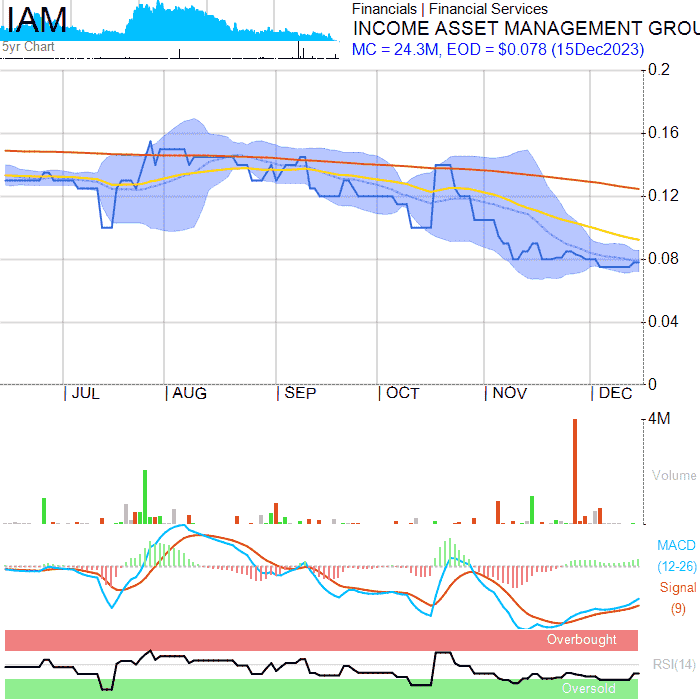 IAM
5yr Chart
Financials | Financial Services
INCOME ASSET MANAGEMENT GROU
MC = 24.3M, EOD = $0.078 (15Dec2023)
0.2
0.16
0.12
0.08
0.04
0
JUL AUG SEP OCT NOV DEC
4M
Volume
MACD
(12-26)
Signal
(9)
Overbought
RSI(14)
Oversold